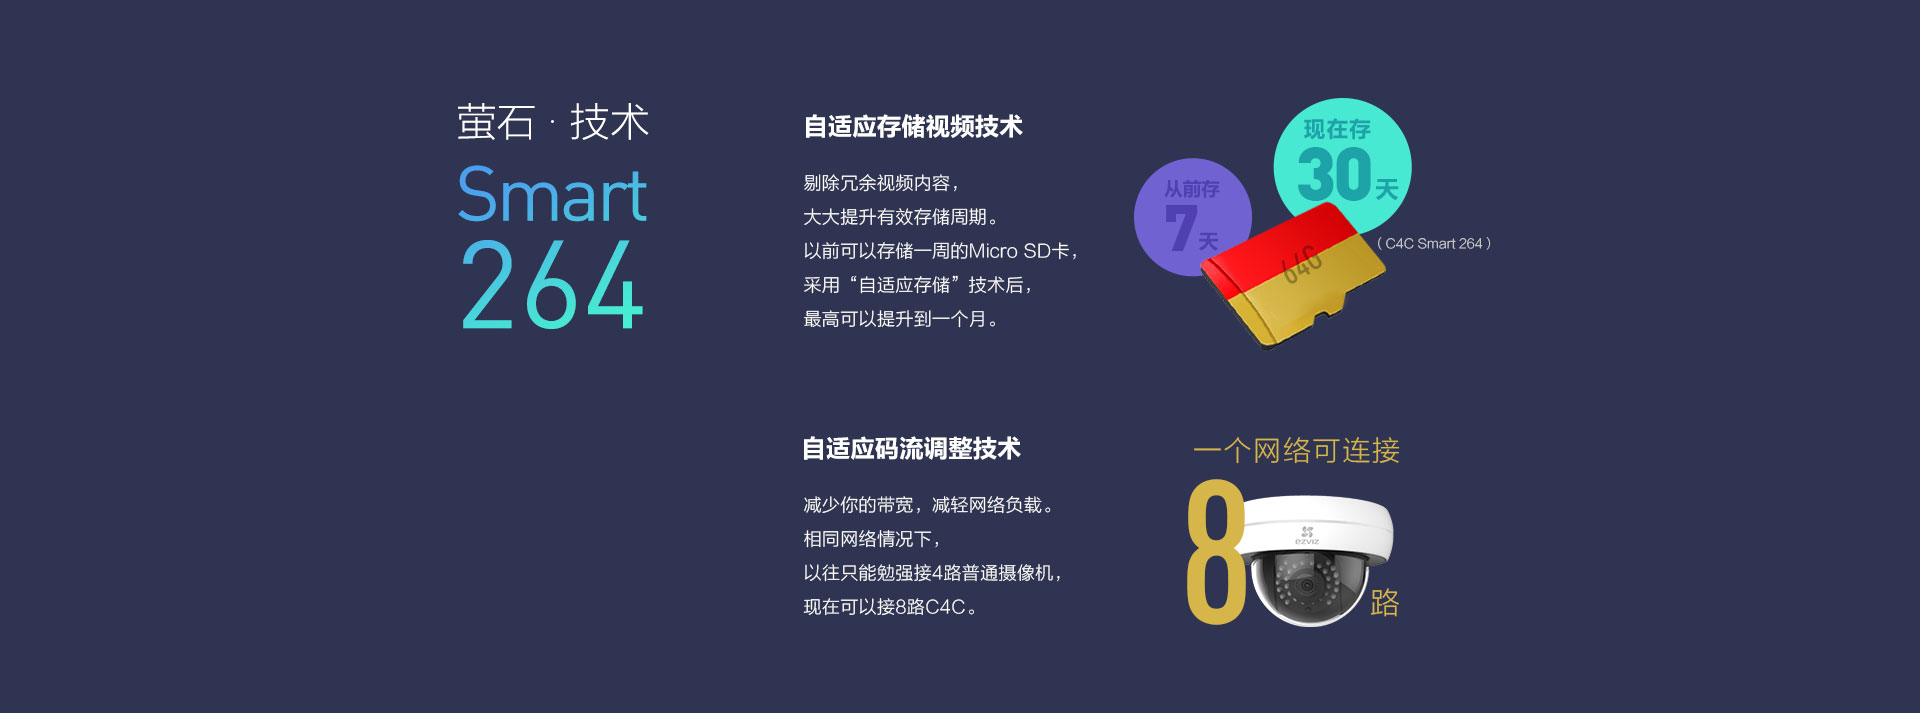 萤石·技术
Smart
264
自适应存储视频技术
剔除冗余视频内容，
大大提升有效存储周期。
以前可以存储一周的Micro SD卡，
采用“自适应存储”技术后，
最高可以提升到一个月。
从前存
7天
现在存
30天
（C4C Smart 264）
64G
自适应码流调整技术
减少你的带宽，减轻网络负载。
相同网络情况下，
以往只能勉强接4路普通摄像机，
现在可以接8路C4C。
一个网络可连接
8路
ezviz